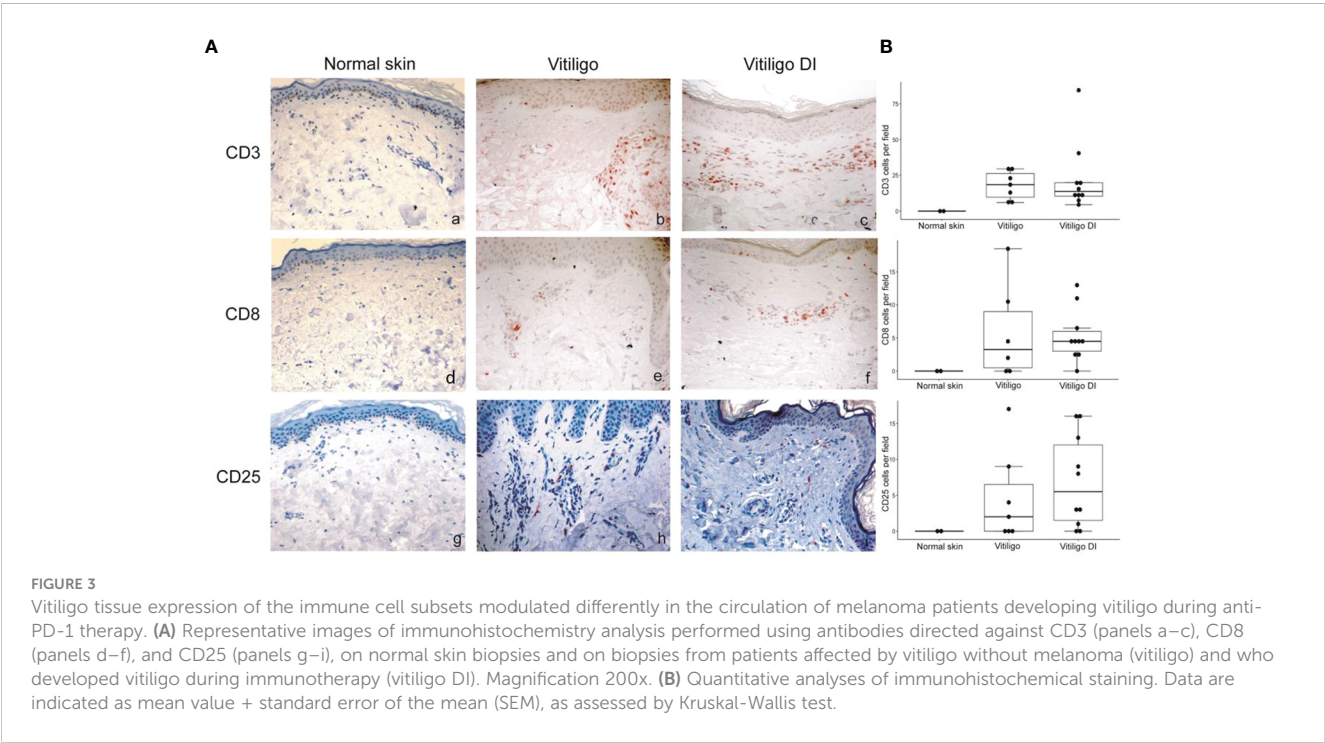 A
B
Normal skin Vitiligo Vitiligo DI
CD3
a b c
CD8
d e f
CD25
g h
CD3 cells per field
75
50
25
0
Normal skin Vitiligo Vitiligo DI
CD8 cells per field
15
10
5
0
Normal skin Vitiligo Vitiligo DI
CD25 cells per field
15
10
5
0
Normal skin Vitiligo Vitiligo DI
FIGURE 3
Vitiligo tissue expression of the immune cell subsets modulated differently in the circulation of melanoma patients developing vitiligo during anti-
PD-1 therapy. (A) Representative images of immunohistochemistry analysis performed using antibodies directed against CD3 (panels a–c), CD8
(panels d–f), and CD25 (panels g–i), on normal skin biopsies and on biopsies from patients affected by vitiligo without melanoma (vitiligo) and who
developed vitiligo during immunotherapy (vitiligo DI). Magnification 200x. (B) Quantitative analyses of immunohistochemical staining. Data are
indicated as mean value + standard error of the mean (SEM), as assessed by Kruskal-Wallis test.